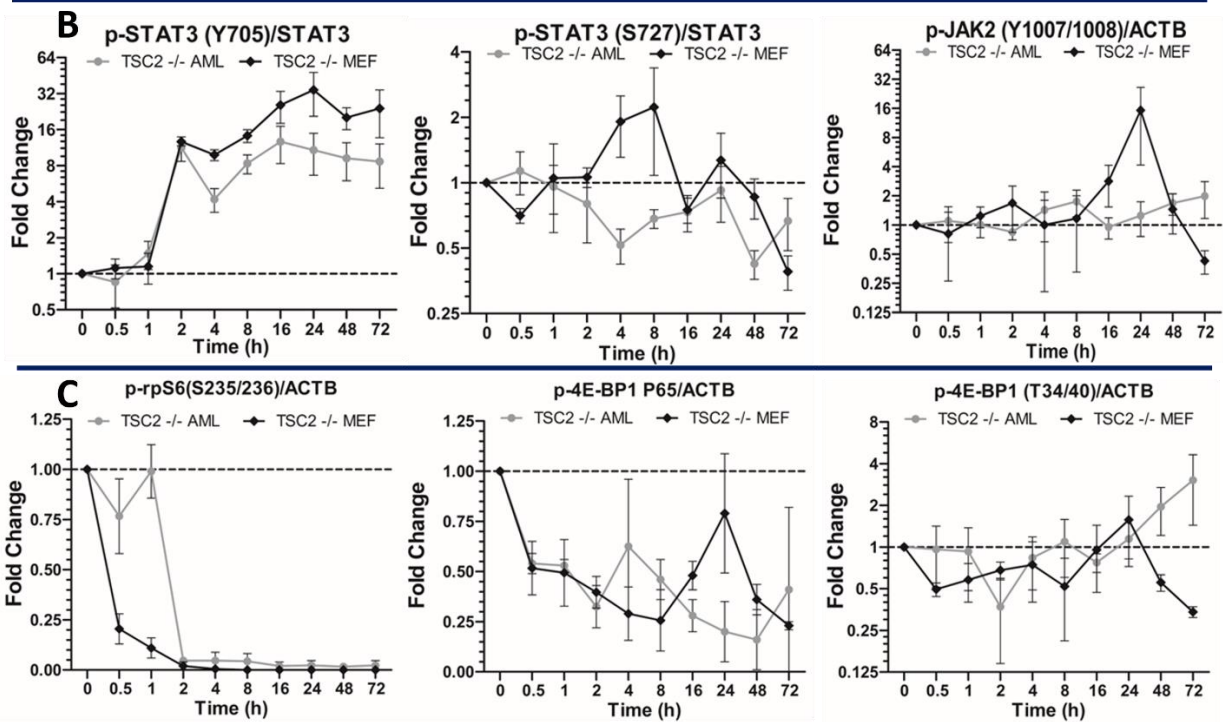 B
p-STAT3 (Y705)/STAT3
TSC2 -/- AML TSC2 -/- MEF
64
32
16
8
4
2
1
0.5
Fold Change
0 0.5 1 2 4 8 16 24 48 72
Time (h)
p-STAT3 (S727)/STAT3
TSC2 -/- AML TSC2 -/- MEF
4
2
1
0.5
0.25
Fold Change
0 0.5 1 2 4 8 16 24 48 72
Time (h)
p-JAK2 (Y1007/1008)/ACTB
TSC2 -/- AML TSC2 -/- MEF
64
32
16
8
4
2
1
0.5
0.25
0.125
Fold Change
0 0.5 1 2 4 8 16 24 48 72
Time (h)
C
p-rpS6(S235/236)/ACTB
TSC2 -/- AML TSC2 -/- MEF
1.25
1.00
0.75
0.50
0.25
0.00
Fold Change
0 0.5 1 2 4 8 16 24 48 72
Time (h)
p-4E-BP1 P65/ACTB
TSC2 -/- AML TSC2 -/- MEF
1.25
1.00
0.75
0.50
0.25
0.00
Fold Change
0 0.5 1 2 4 8 16 24 48 72
Time (h)
p-4E-BP1 (T34/40)/ACTB
TSC2 -/- AML TSC2 -/- MEF
8
4
2
1
0.5
0.25
0.125
Fold Change
0 0.5 1 2 4 8 16 24 48 72
Time (h)